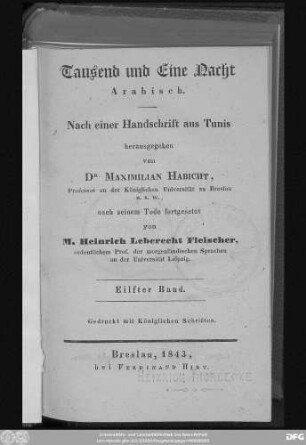 Tausend und Eine Nacht
Arabisch.
Nach einer Handschrift aus Tunis
herausgegeben
von
Dr. MAXIMILIAN HABICHT,
Professor an der Königlichen Universität zu Breslau
u. s. w.,
nach seinem Tode fortgesetzt
von
M. Heinrich Leberecht Fleischer,
ordentlichem Prof. der morgenländischen Sprachen
an der Universität Leipzig.
Eilfter Band.
Gedruckt mit Königlichen Schriften.
Breslau, 1843,
bei FERDINAND HIRT.
HEINRICH THORBECKE